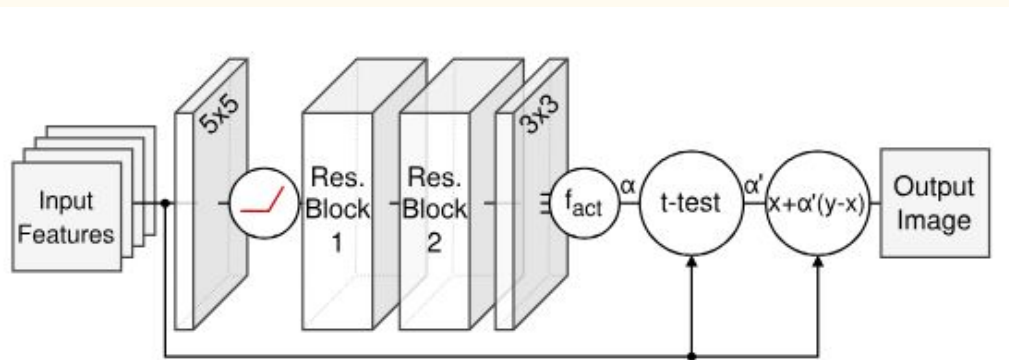 Input
Features
5x5
Res.
Block
1
Res.
Block
2
3x3
f_act
α
t-test
α'
x+α'(y-x)
Output
Image